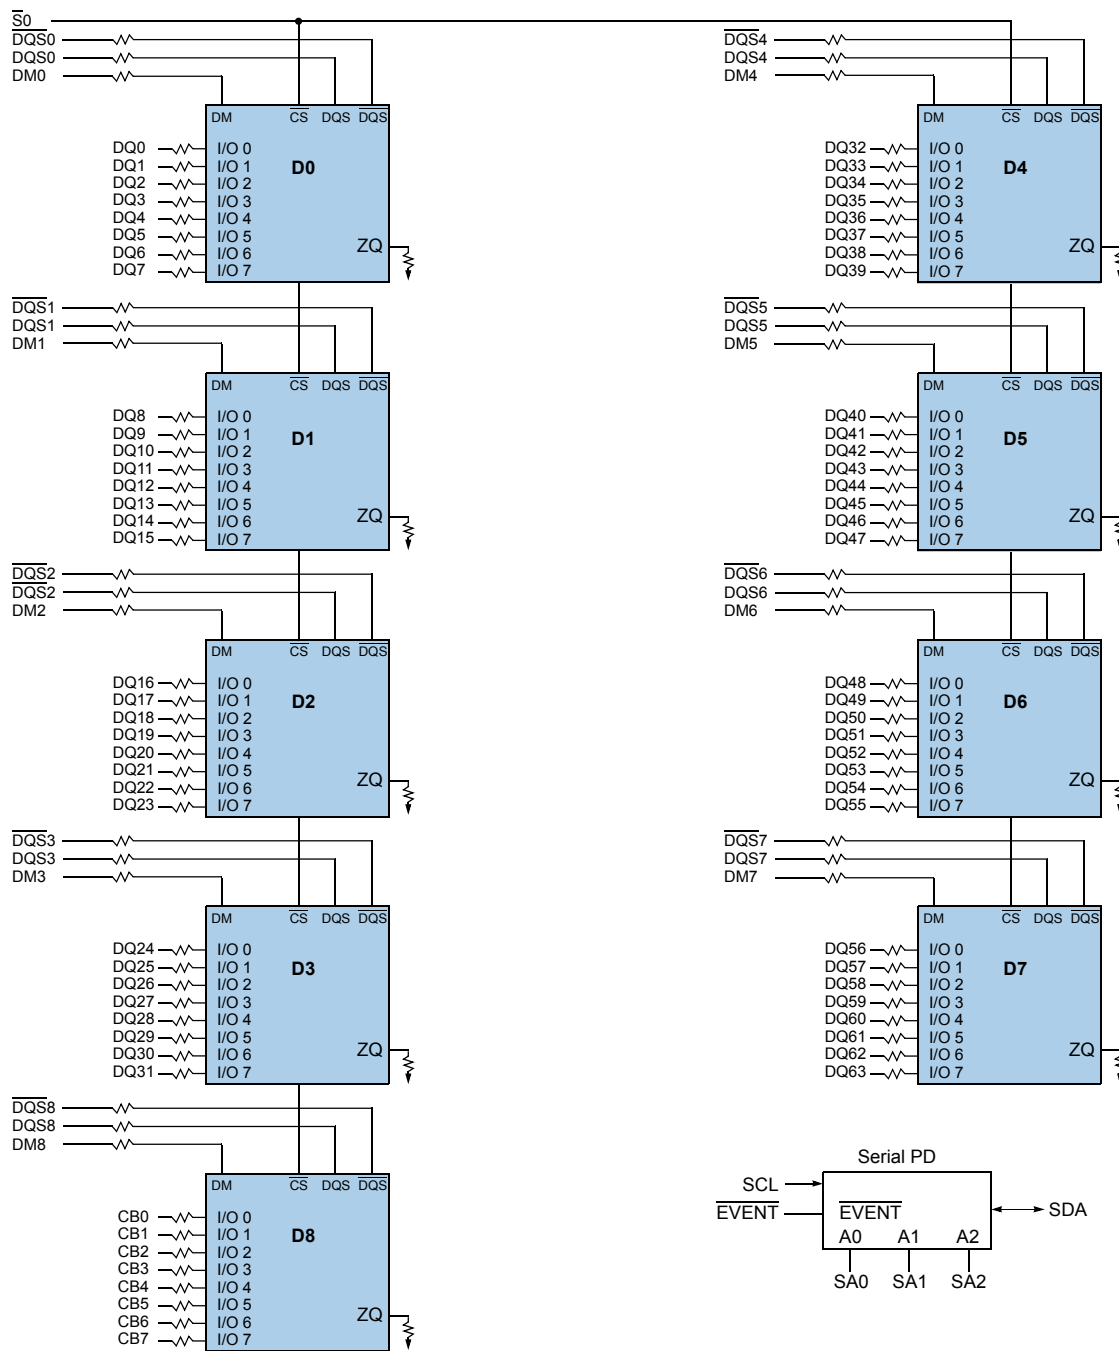 S0
DQS0
DQS0
DM0
DM CS DQS DQS
D0
DQ0 I/O 0
DQ1 I/O 1
DQ2 I/O 2
DQ3 I/O 3
DQ4 I/O 4
DQ5 I/O 5
DQ6 I/O 6
DQ7 I/O 7
ZQ
DQS1
DQS1
DM1
DM CS DQS DQS
D1
DQ8 I/O 0
DQ9 I/O 1
DQ10 I/O 2
DQ11 I/O 3
DQ12 I/O 4
DQ13 I/O 5
DQ14 I/O 6
DQ15 I/O 7
ZQ
DQS2
DQS2
DM2
DM CS DQS DQS
D2
DQ16 I/O 0
DQ17 I/O 1
DQ18 I/O 2
DQ19 I/O 3
DQ20 I/O 4
DQ21 I/O 5
DQ22 I/O 6
DQ23 I/O 7
ZQ
DQS3
DQS3
DM3
DM CS DQS DQS
D3
DQ24 I/O 0
DQ25 I/O 1
DQ26 I/O 2
DQ27 I/O 3
DQ28 I/O 4
DQ29 I/O 5
DQ30 I/O 6
DQ31 I/O 7
ZQ
DQS8
DQS8
DM8
DM CS DQS DQS
D8
CB0 I/O 0
CB1 I/O 1
CB2 I/O 2
CB3 I/O 3
CB4 I/O 4
CB5 I/O 5
CB6 I/O 6
CB7 I/O 7
ZQ
DQS4
DQS4
DM4
DM CS DQS DQS
D4
DQ32 I/O 0
DQ33 I/O 1
DQ34 I/O 2
DQ35 I/O 3
DQ36 I/O 4
DQ37 I/O 5
DQ38 I/O 6
DQ39 I/O 7
ZQ
DQS5
DQS5
DM5
DM CS DQS DQS
D5
DQ40 I/O 0
DQ41 I/O 1
DQ42 I/O 2
DQ43 I/O 3
DQ44 I/O 4
DQ45 I/O 5
DQ46 I/O 6
DQ47 I/O 7
ZQ
DQS6
DQS6
DM6
DM CS DQS DQS
D6
DQ48 I/O 0
DQ49 I/O 1
DQ50 I/O 2
DQ51 I/O 3
DQ52 I/O 4
DQ53 I/O 5
DQ54 I/O 6
DQ55 I/O 7
ZQ
DQS7
DQS7
DM7
DM CS DQS DQS
D7
DQ56 I/O 0
DQ57 I/O 1
DQ58 I/O 2
DQ59 I/O 3
DQ60 I/O 4
DQ61 I/O 5
DQ62 I/O 6
DQ63 I/O 7
ZQ
Serial PD
SCL
EVENT EVENT SDA
A0 A1 A2
SA0 SA1 SA2